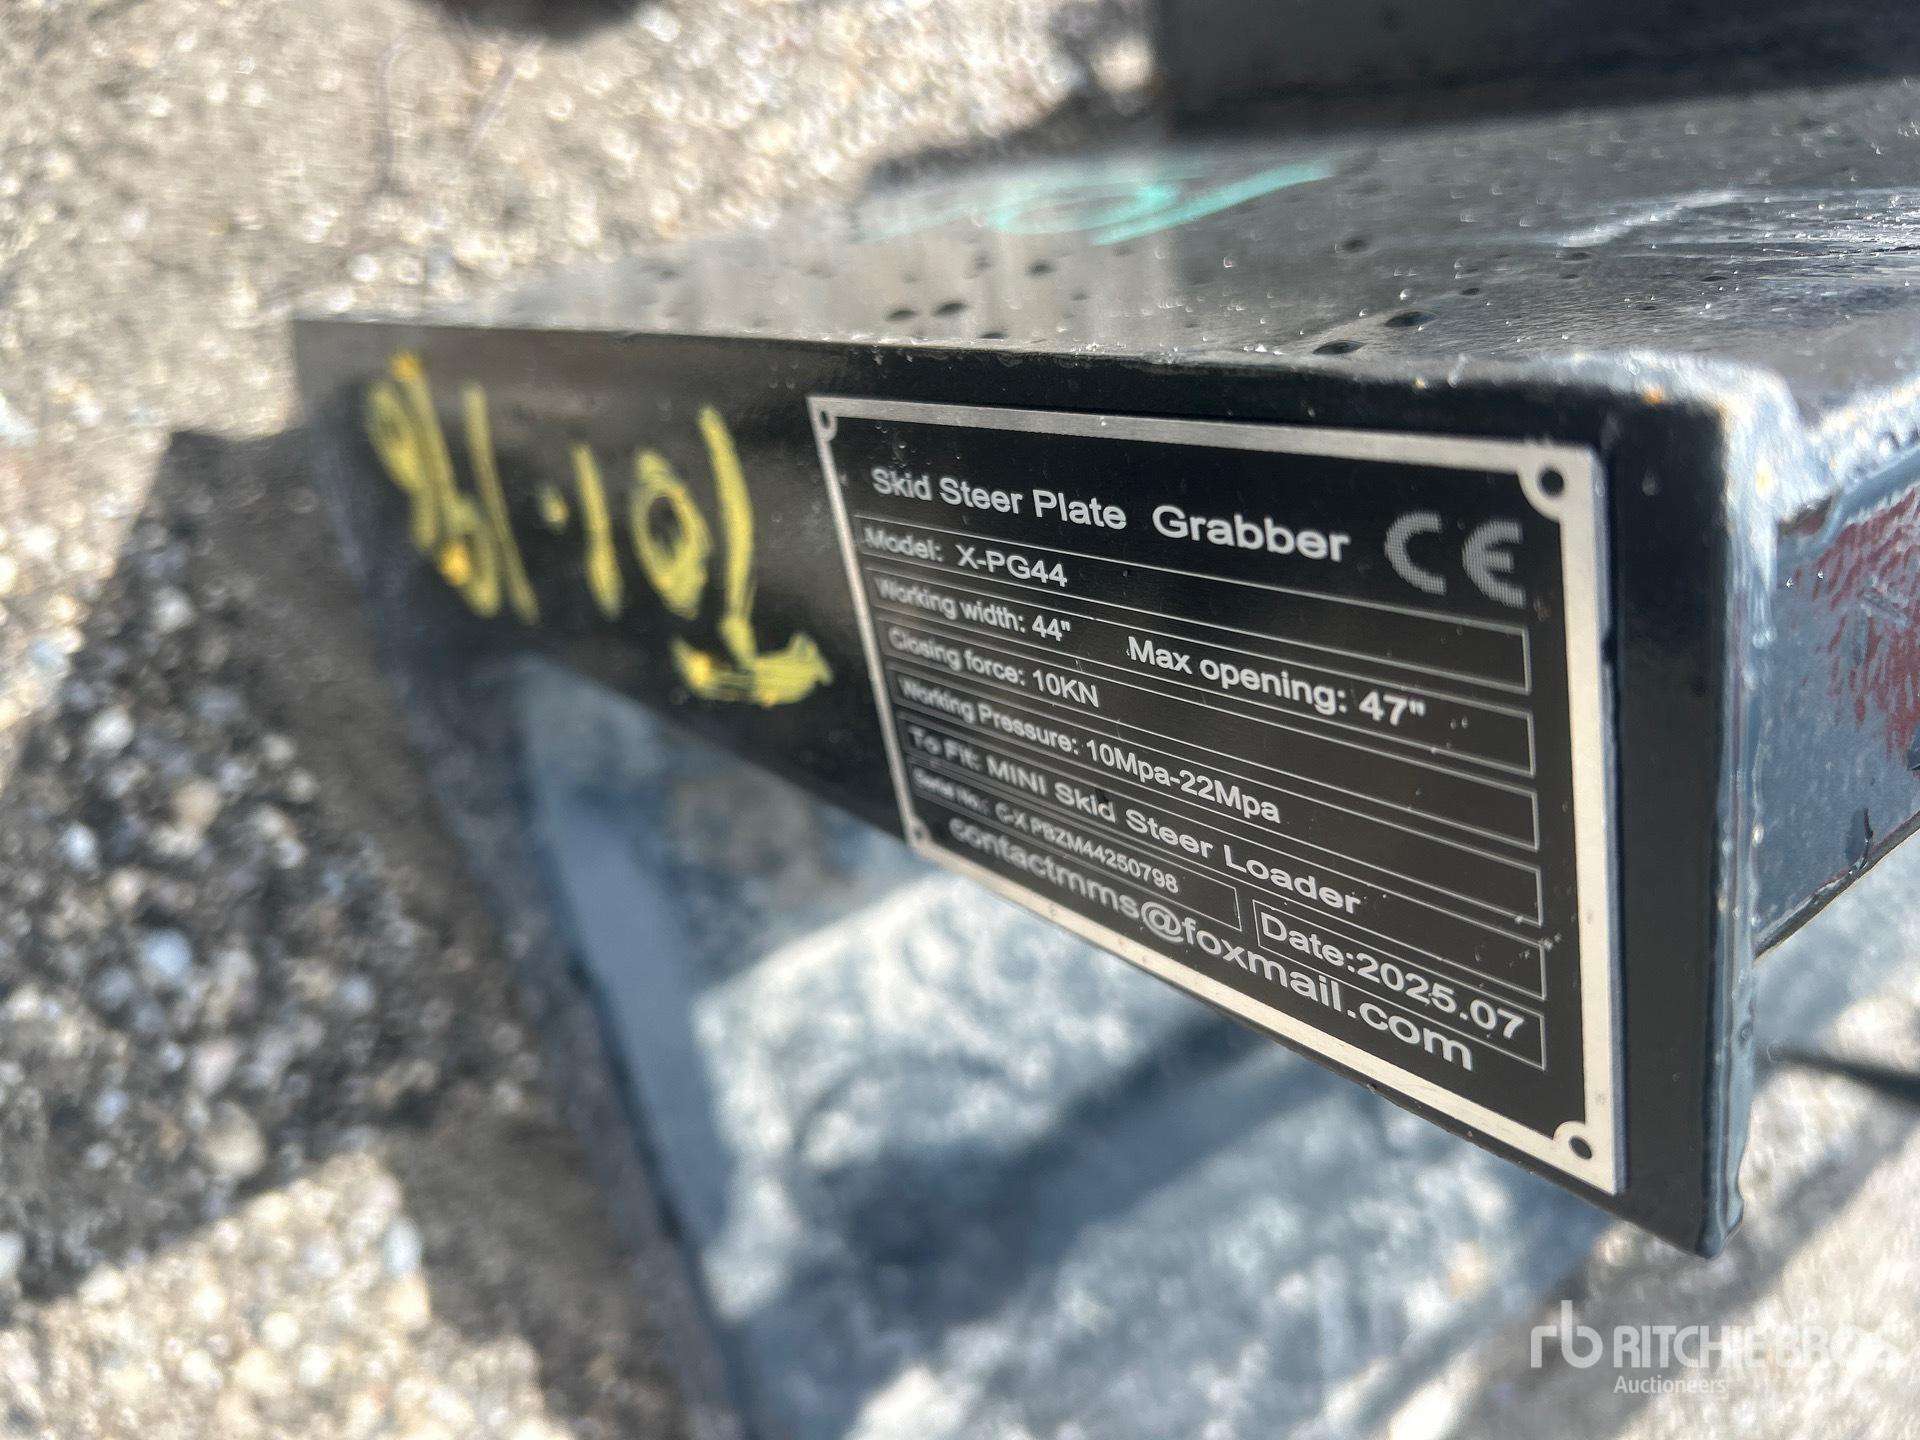 Skid Steer Plate Grabber CE
Model: X-PG44
Working width: 44" Max opening: 47"
Closing force: 10KN
Working Pressure: 10Mpa-22Mpa
To Fit: MINI Skid Steer Loader
Serial No.: C-X PBZM44250798 Date:2025.07
contactmms@foxmail.com
rb RITCHIE BROS
Auctioneers